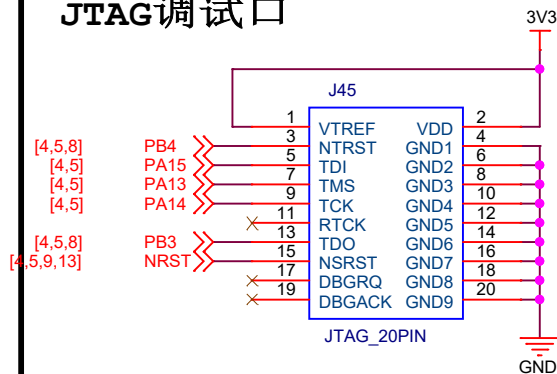 JTAG调试口
3V3
J45
1 VTREF VDD 2
[4,5,8] PB4 3 NTRST GND1 4
[4,5] PA15 5 TDI GND2 6
[4,5] PA13 7 TMS GND3 8
[4,5] PA14 9 TCK GND4 10
11 RTCK GND5 12
[4,5,8] PB3 13 TDO GND6 14
[4,5,9,13] NRST 15 NSRST GND7 16
17 DBGRQ GND8 18
19 DBGACK GND9 20
JTAG_20PIN
GND